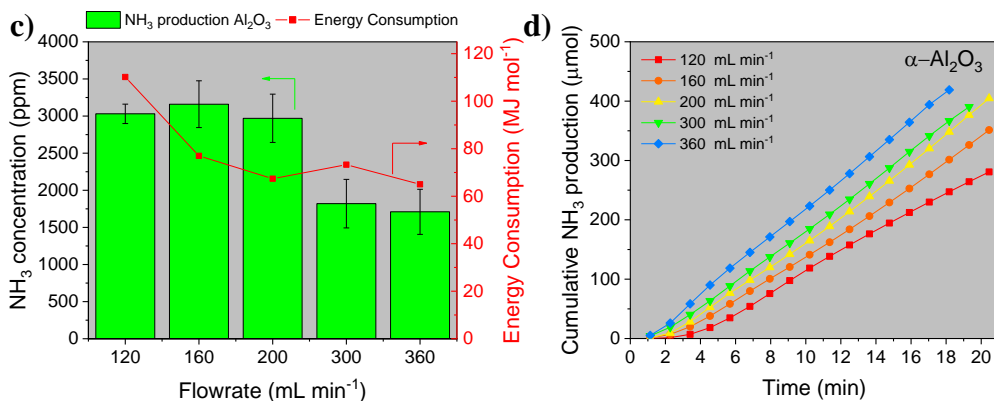 c)
NH₃ production Al₂O₃ Energy Consumption
NH₃ concentration (ppm)
4000
3500
3000
2500
2000
1500
1000
500
0
120 160 200 300 360
Flowrate (mL min⁻¹)
120
100
80
60
40
20
0
Energy Consumption (MJ mol⁻¹)
d)
Cumulative NH₃ production (μmol)
500
400
300
200
100
0
120 mL min⁻¹
160 mL min⁻¹
200 mL min⁻¹
300 mL min⁻¹
360 mL min⁻¹
α−Al₂O₃
0 2 4 6 8 10 12 14 16 18 20
Time (min)